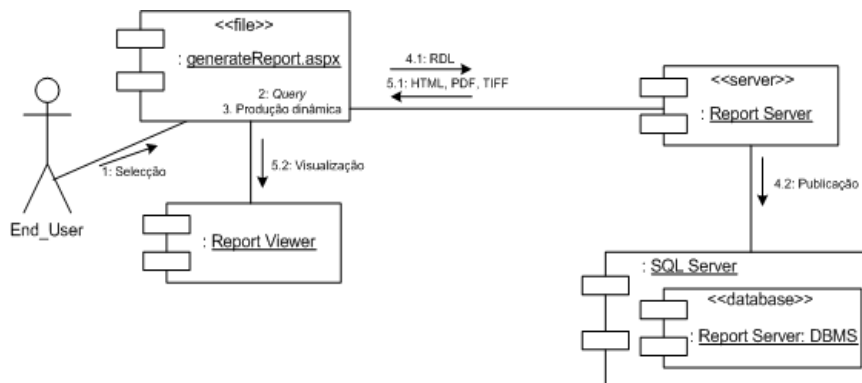 <<file>>
: generateReport.aspx
2: Query
3. Produção dinámica
4.1: RDL
5.1: HTML, PDF, TIFF
<<server>>
: Report Server
1: Selecção
End_User
5.2: Visualização
: Report Viewer
4.2: Publicação
: SQL Server
<<database>>
: Report Server: DBMS